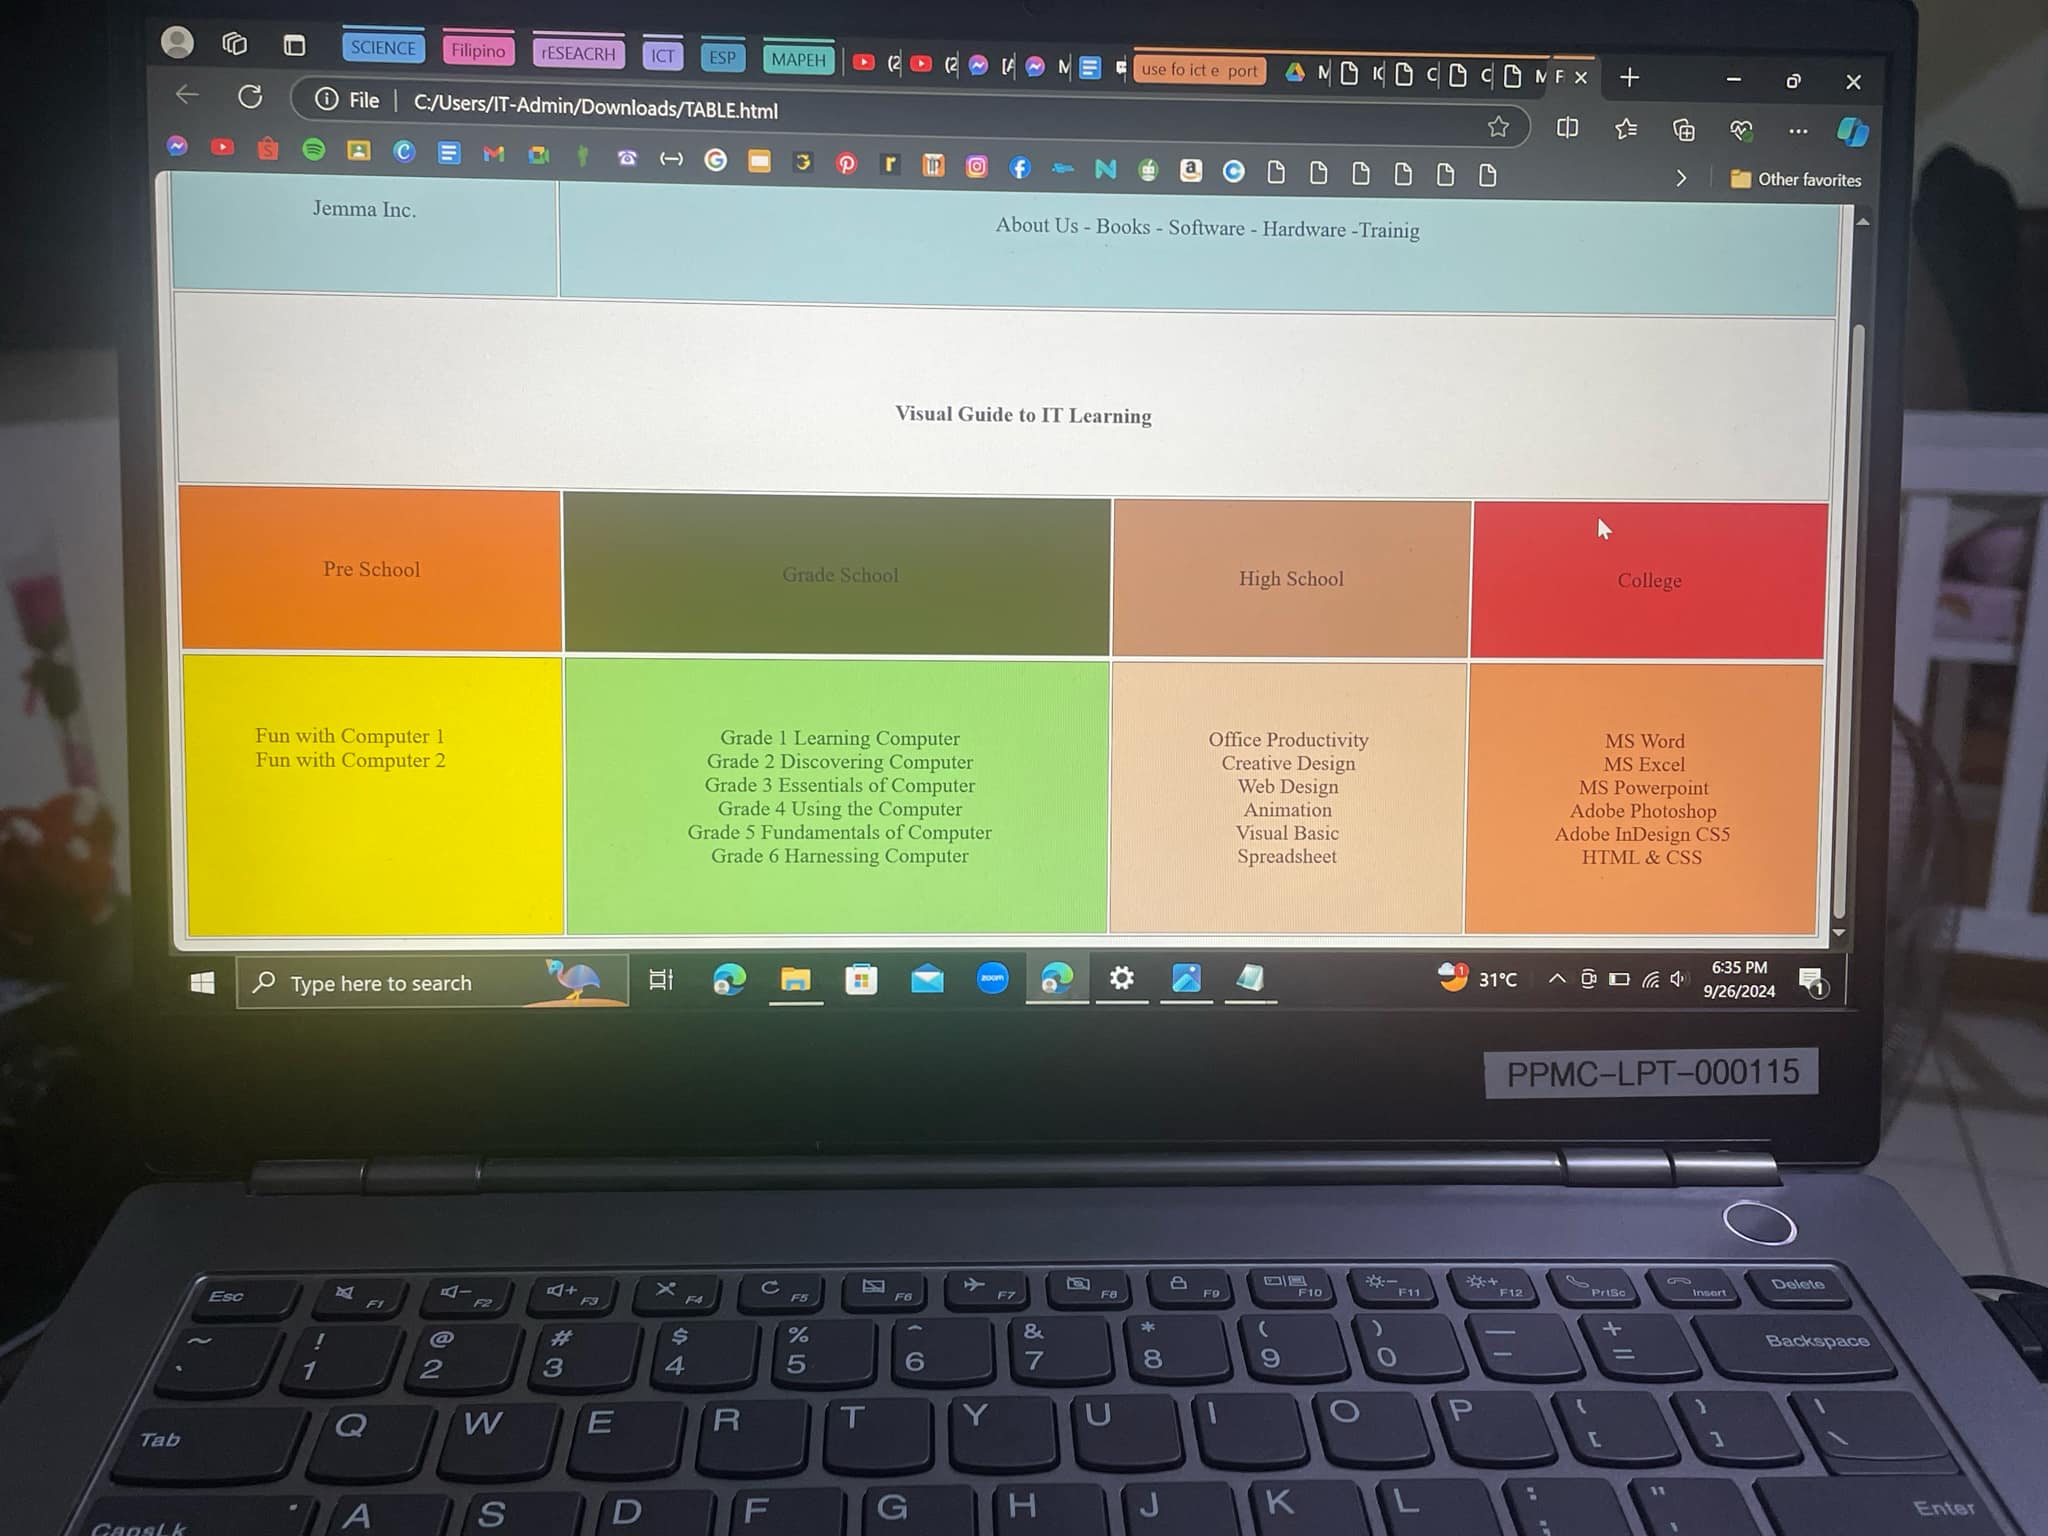 SCIENCE Filipino rESEACRH ICT ESP MAPEH use fo ict e port
File C:/Users/IT-Admin/Downloads/TABLE.html
Other favorites
Jemma Inc.
About Us - Books - Software - Hardware -Trainig
Visual Guide to IT Learning
Pre School
Grade School
High School
College
Fun with Computer 1
Fun with Computer 2
Grade 1 Learning Computer
Grade 2 Discovering Computer
Grade 3 Essentials of Computer
Grade 4 Using the Computer
Grade 5 Fundamentals of Computer
Grade 6 Harnessing Computer
Office Productivity
Creative Design
Web Design
Animation
Visual Basic
Spreadsheet
MS Word
MS Excel
MS Powerpoint
Adobe Photoshop
Adobe InDesign CS5
HTML & CSS
Type here to search
zoom
31°C
6:35 PM
9/26/2024
1
PPMC-LPT-000115
Esc F1 F2 F3 F4 F5 F6 F7 F8 F9 F10 F11 F12 PrtSc Insert Delete
~ ! @ # $ % ^ & * ( ) _ +
` 1 2 3 4 5 6 7 8 9 0 - = Backspace
Tab Q W E R T Y U I O P { [ } ] | \
CapsLk A S D F G H J K L : ; " ' Enter